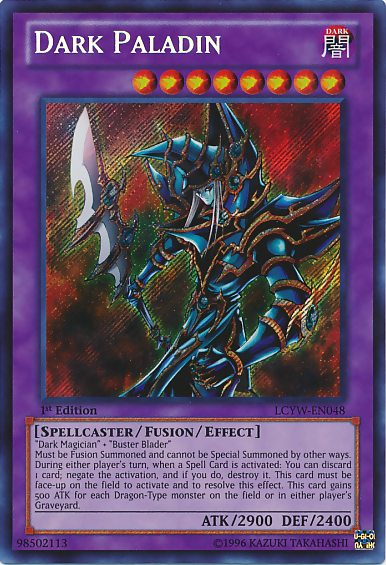 DARK PALADIN
DARK
闇
1st Edition
LCYW-EN048
[SPELLCASTER/FUSION/EFFECT]
"Dark Magician" + "Buster Blader"
Must be Fusion Summoned and cannot be Special Summoned by other ways.
During either player's turn, when a Spell Card is activated: You can discard
1 card; negate the activation, and if you do, destroy it. This card must be
face-up on the field to activate and to resolve this effect. This card gains
500 ATK for each Dragon-Type monster on the field or in either player's
Graveyard.
ATK/2900 DEF/2400
98502113
©1996 KAZUKI TAKAHASHI